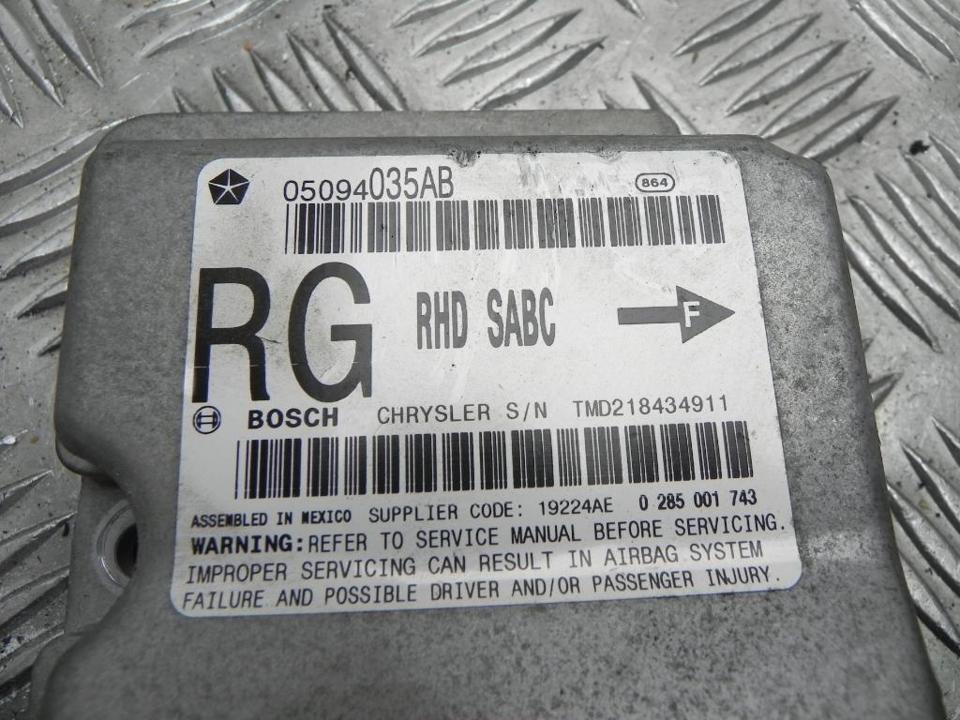 05094035AB
864
RG
RHD SABC
F
BOSCH CHRYSLER S/N TMD218434911
ASSEMBLED IN MEXICO SUPPLIER CODE: 19224AE 0 285 001 743
WARNING: REFER TO SERVICE MANUAL BEFORE SERVICING.
IMPROPER SERVICING CAN RESULT IN AIRBAG SYSTEM
FAILURE AND POSSIBLE DRIVER AND/OR PASSENGER INJURY.